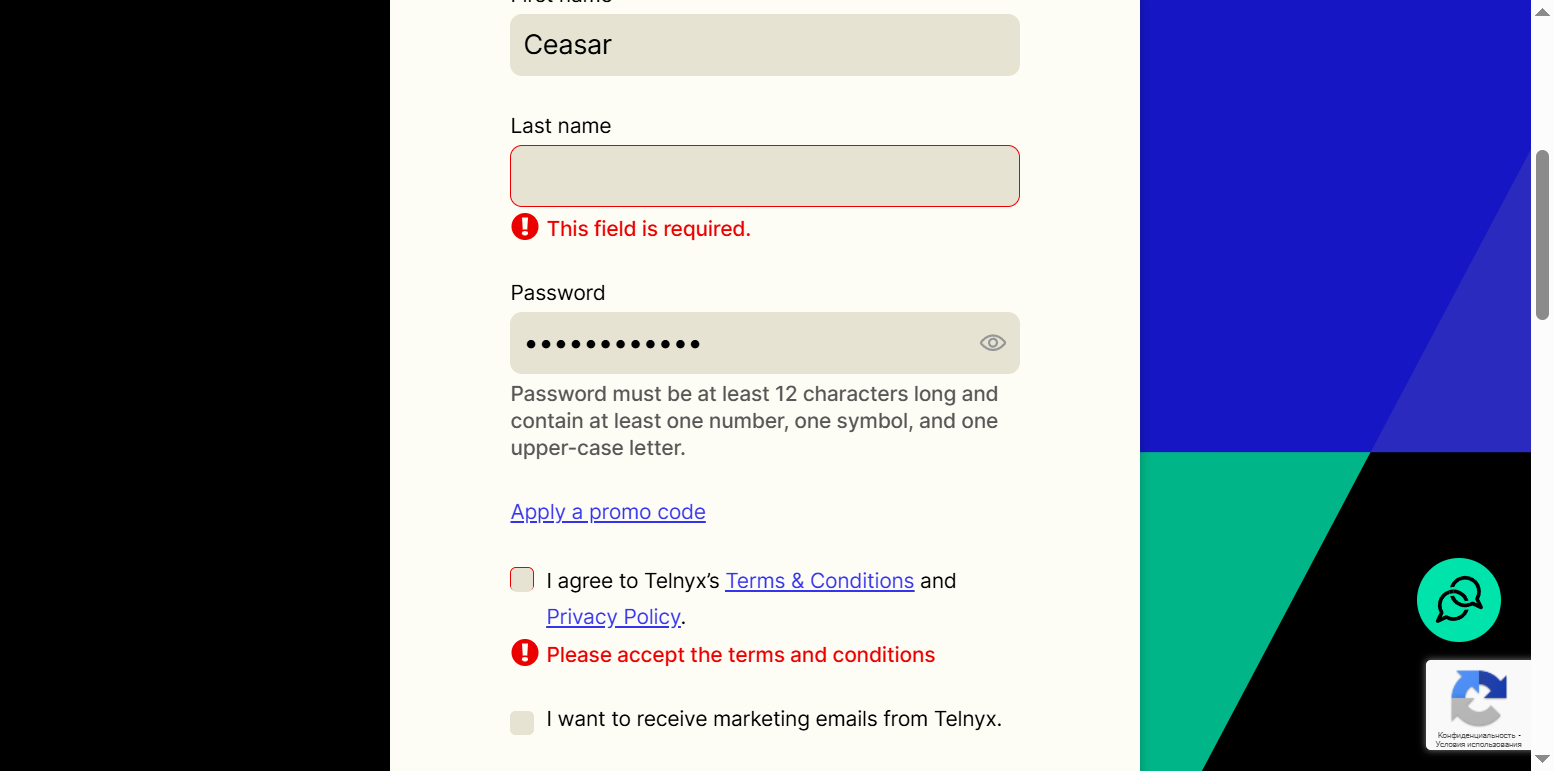 First name
Ceasar
Last name
This field is required.
Password
Password must be at least 12 characters long and
contain at least one number, one symbol, and one
upper-case letter.
Apply a promo code
I agree to Telnyx’s Terms & Conditions and
Privacy Policy.
Please accept the terms and conditions
I want to receive marketing emails from Telnyx.
Конфиденциальность -
Условия использования